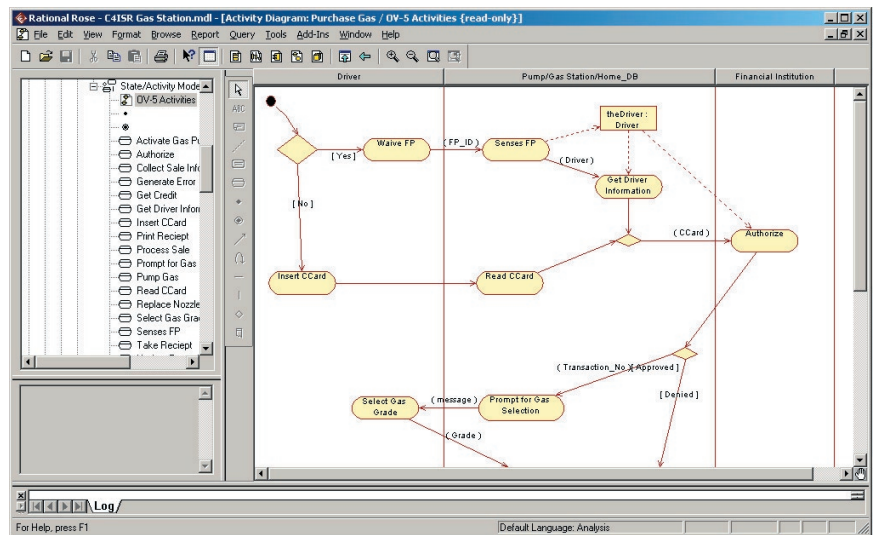 Rational Rose - C4ISR Gas Station.mdl - [Activity Diagram: Purchase Gas / OV-5 Activities {read-only}]
File Edit View Format Browse Report Query Tools Add-Ins Window Help
State/Activity Mode
OV-5 Activities
Activate Gas Pu
Authorize
Collect Sale Info
Generate Error
Get Credit
Get Driver Inforn
Insert CCard
Print Reciept
Process Sale
Prompt for Gas
Pump Gas
Read CCard
Replace Nozzle
Select Gas Grad
Senses FP
Take Reciept
ABC
Driver
Pump/Gas Station/Home_DB
Financial Institution
theDriver :
Driver
Waive FP
( FP_ID )
Senses FP
[ Yes ]
( Driver )
Get Driver
Information
[ No ]
( CCard )
Authorize
Insert CCard
Read CCard
( Transaction_No )
[ Approved ]
[ Denied ]
Select Gas
Grade
( message )
Prompt for Gas
Selection
( Grade )
Log
For Help, press F1
Default Language: Analysis